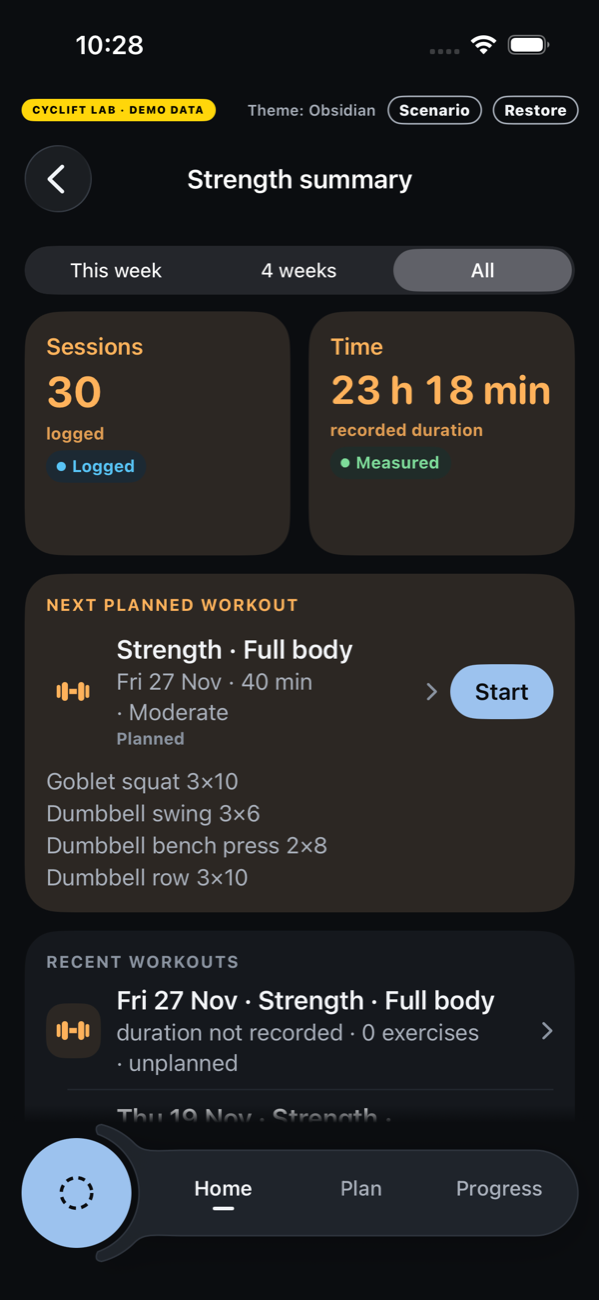 10:28
CYCLIFT LAB · DEMO DATA
Theme: Obsidian
Scenario
Restore
Strength summary
This week
4 weeks
All
Sessions
30
logged
Logged
Time
23 h 18 min
recorded duration
Measured
NEXT PLANNED WORKOUT
Strength · Full body
Fri 27 Nov · 40 min
· Moderate
Planned
Start
Goblet squat 3×10
Dumbbell swing 3×6
Dumbbell bench press 2×8
Dumbbell row 3×10
RECENT WORKOUTS
Fri 27 Nov · Strength · Full body
duration not recorded · 0 exercises
· unplanned
Thu 19 Nov · Strength ·
Home
Plan
Progress